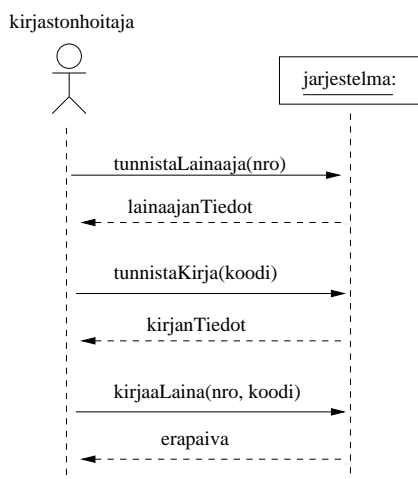 kirjastonhoitaja
jarjestelma:
tunnistaLainaaja(nro)
lainaajanTiedot
tunnistaKirja(koodi)
kirjanTiedot
kirjaaLaina(nro, koodi)
erapaiva